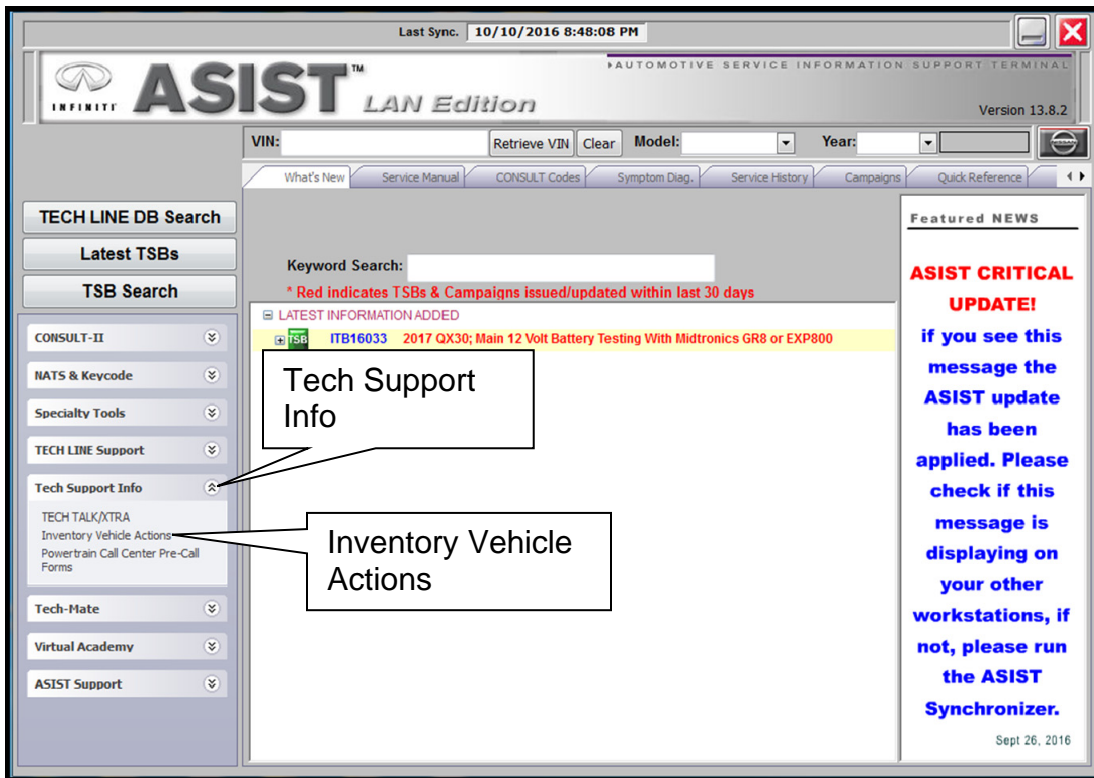 Last Sync. 10/10/2016 8:48:08 PM
INFINITI ASIST™ LAN Edition
AUTOMOTIVE SERVICE INFORMATION SUPPORT TERMINAL
Version 13.8.2
VIN: Retrieve VIN Clear Model: Year:
What's New Service Manual CONSULT Codes Symptom Diag. Service History Campaigns Quick Reference
TECH LINE DB Search
Latest TSBs
TSB Search
CONSULT-II
NATS & Keycode
Specialty Tools
TECH LINE Support
Tech Support Info
TECH TALK/XTRA
Inventory Vehicle Actions
Powertrain Call Center Pre-Call
Forms
Tech-Mate
Virtual Academy
ASIST Support
Keyword Search:
* Red indicates TSBs & Campaigns issued/updated within last 30 days
LATEST INFORMATION ADDED
TSB ITB16033 2017 QX30; Main 12 Volt Battery Testing With Midtronics GR8 or EXP800
Tech Support
Info
Inventory Vehicle
Actions
Featured NEWS
ASIST CRITICAL
UPDATE!
if you see this
message the
ASIST update
has been
applied. Please
check if this
message is
displaying on
your other
workstations, if
not, please run
the ASIST
Synchronizer.
Sept 26, 2016